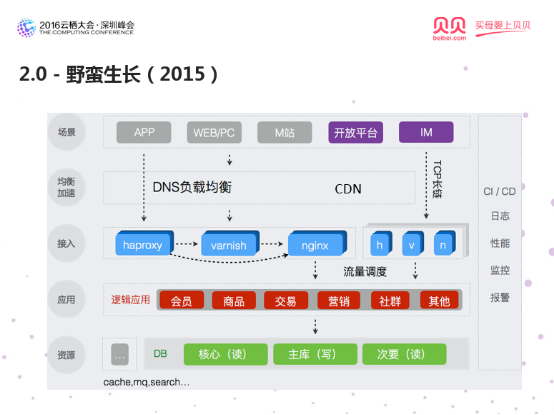 2016云栖大会·深圳峰会
THE COMPUTING CONFERENCE
贝贝
beibei.com
买母婴上贝贝
2.0 - 野蛮生长（2015）
场景
APP
WEB/PC
M站
开放平台
IM
TCP长链
均衡
加速
DNS负载均衡
CDN
接入
haproxy
varnish
nginx
h
v
n
流量调度
应用
逻辑应用
会员
商品
交易
营销
社群
其他
资源
...
DB
核心（读）
主库（写）
次要（读）
cache,mq,search...
CI / CD
日志
性能
监控
报警